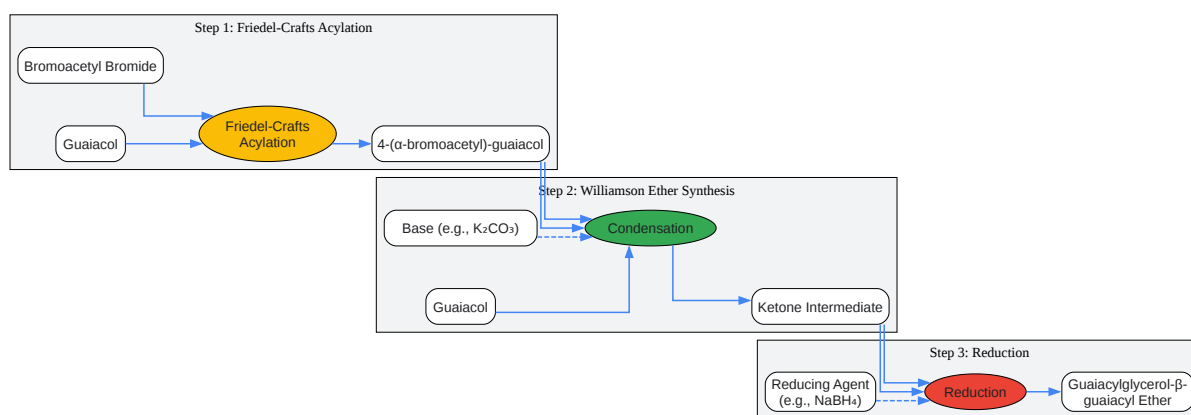 Step 1: Friedel-Crafts Acylation
Bromoacetyl Bromide
Guaiacol
Friedel-Crafts
Acylation
4-(α-bromoacetyl)-guaiacol
Step 2: Williamson Ether Synthesis
Base (e.g., K₂CO₃)
Condensation
Guaiacol
Ketone Intermediate
Step 3: Reduction
Reducing Agent
(e.g., NaBH₄)
Reduction
Guaiacylglycerol-β-
guaiacyl Ether